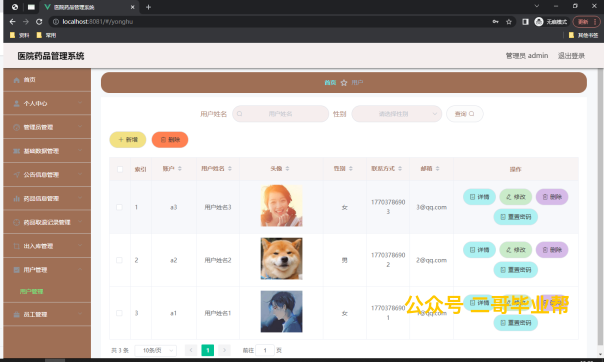 医院药品管理系统
localhost:8081/#/yonghu
无痕模式
更新
资料
常用
其他书签
医院药品管理系统
管理员 admin
退出登录
首页
个人中心
管理员管理
基础数据管理
公告信息管理
药品信息管理
药品取退记录管理
出入库管理
用户管理
用户管理
员工管理
首页 ☆ 用户
用户姓名 用户姓名 性别 请选择性别 查询
+ 新增 删除
索引 账户 用户姓名 头像 性别 联系方式 邮箱 操作
1 a3 用户姓名3 女 17703786903 3@qq.com 详情 修改 删除 重置密码
2 a2 用户姓名2 男 17703786902 2@qq.com 详情 修改 删除 重置密码
3 a1 用户姓名1 女 17703786901 详情 修改 删除 重置密码
公众号 二哥毕业帮
共 3 条 10条/页 1 前往 1 页